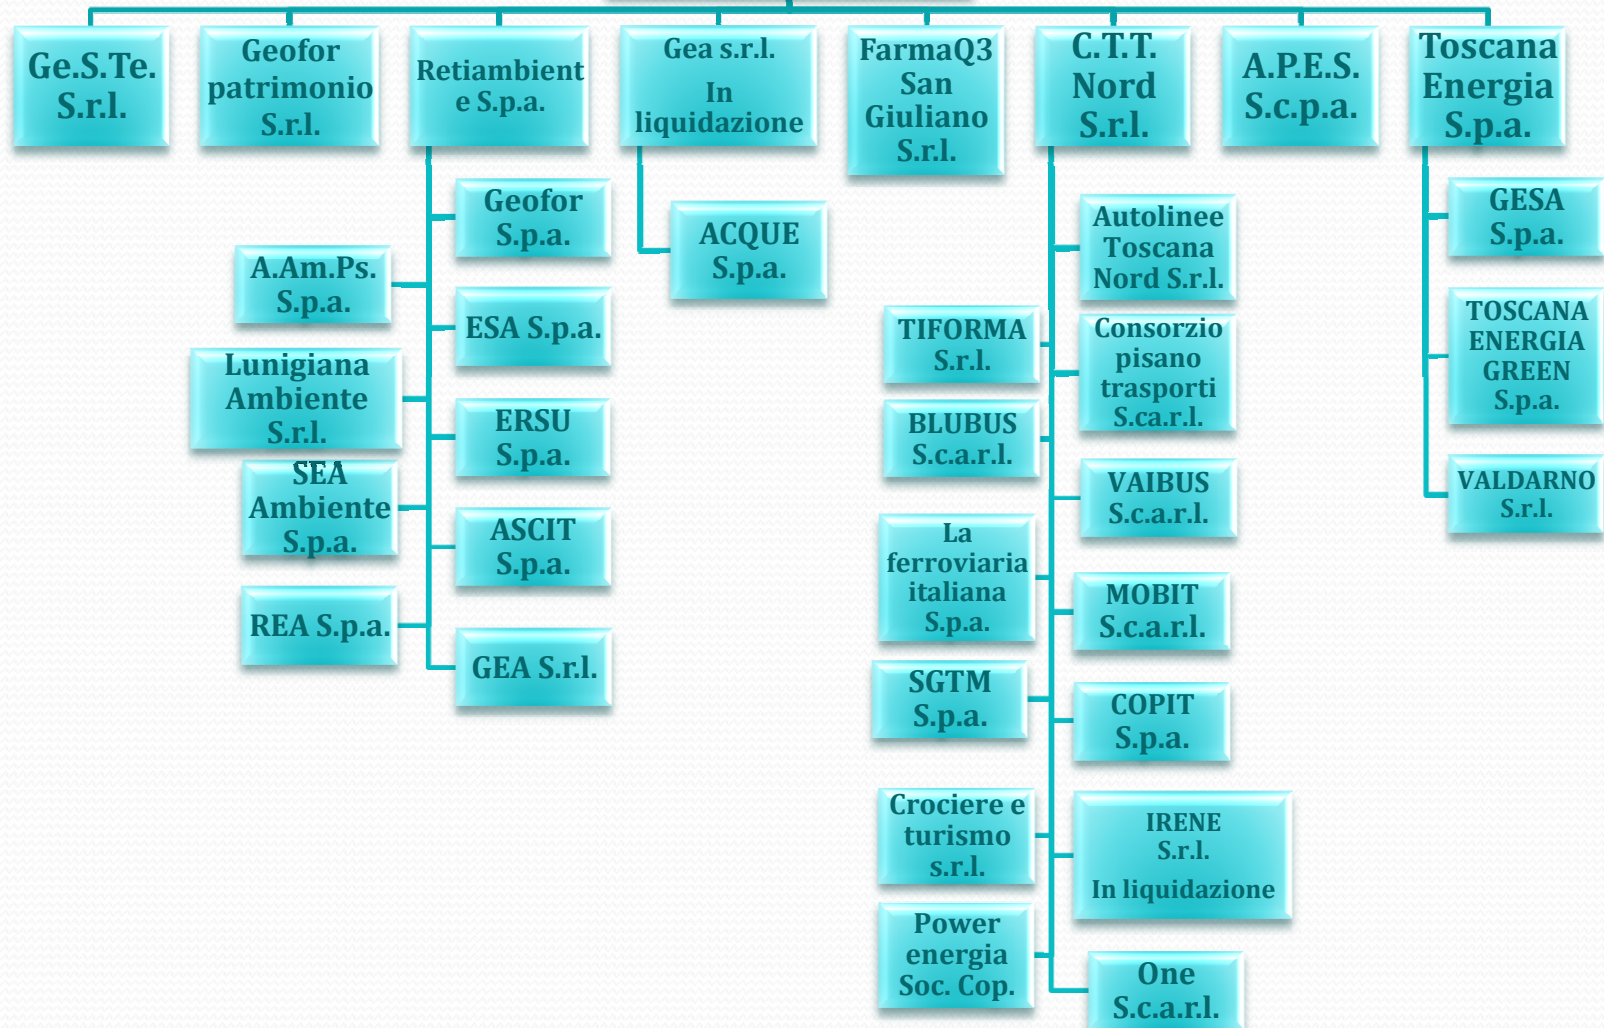 Ge.S.Te.
S.r.l.
Geofor
patrimonio
S.r.l.
Retiambient
e S.p.a.
Gea s.r.l.
In
liquidazione
FarmaQ3
San
Giuliano
S.r.l.
C.T.T.
Nord
S.r.l.
A.P.E.S.
S.c.p.a.
Toscana
Energia
S.p.a.
Geofor
S.p.a.
A.Am.Ps.
S.p.a.
ESA S.p.a.
Lunigiana
Ambiente
S.r.l.
ERSU
S.p.a.
SEA
Ambiente
S.p.a.
ASCIT
S.p.a.
REA S.p.a.
GEA S.r.l.
ACQUE
S.p.a.
Autolinee
Toscana
Nord S.r.l.
TIFORMA
S.r.l.
Consorzio
pisano
trasporti
S.ca.r.l.
BLUBUS
S.c.a.r.l.
VAIBUS
S.c.a.r.l.
La
ferroviaria
italiana
S.p.a.
MOBIT
S.c.a.r.l.
SGTM
S.p.a.
COPIT
S.p.a.
Crociere e
turismo
s.r.l.
IRENE
S.r.l.
In liquidazione
Power
energia
Soc. Cop.
One
S.c.a.r.l.
GESA
S.p.a.
TOSCANA
ENERGIA
GREEN
S.p.a.
VALDARNO
S.r.l.